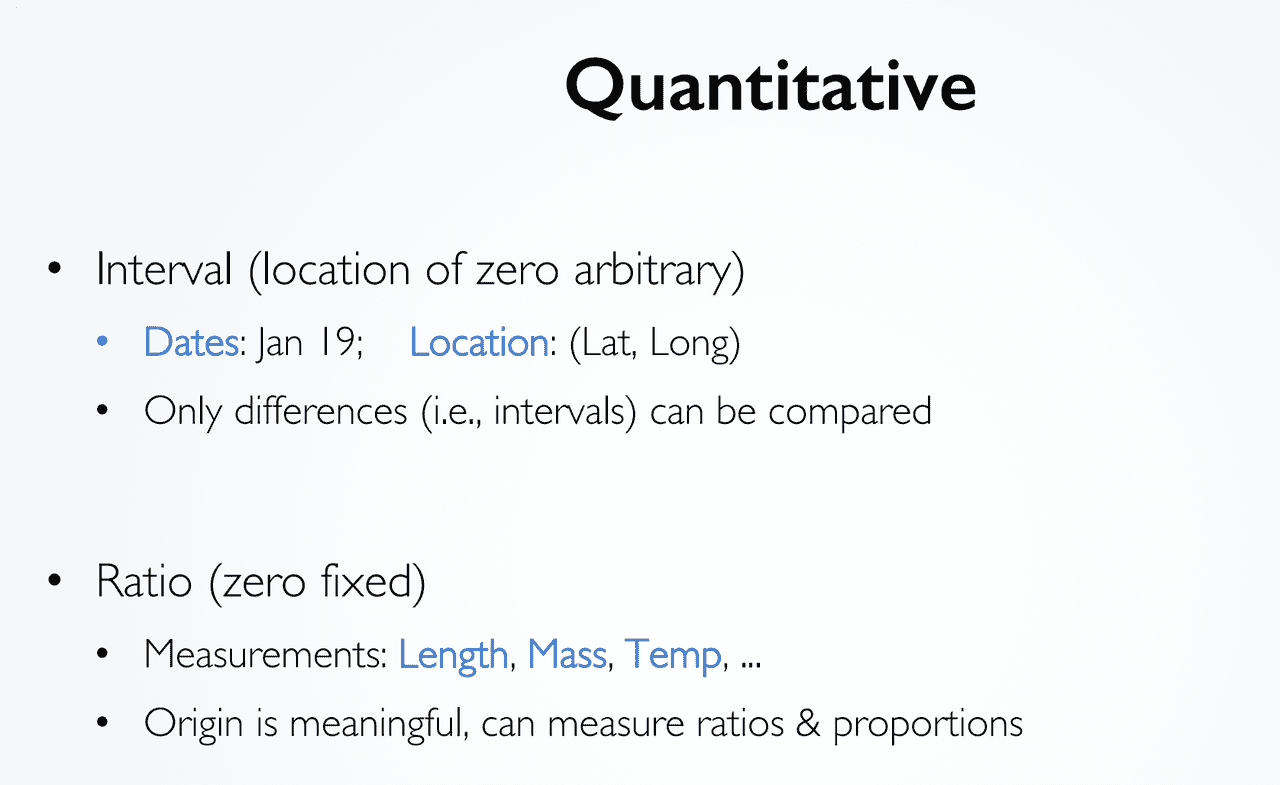 Quantitative
• Interval (location of zero arbitrary)
• Dates: Jan 19; Location: (Lat, Long)
• Only differences (i.e., intervals) can be compared
• Ratio (zero fixed)
• Measurements: Length, Mass, Temp, ...
• Origin is meaningful, can measure ratios & proportions